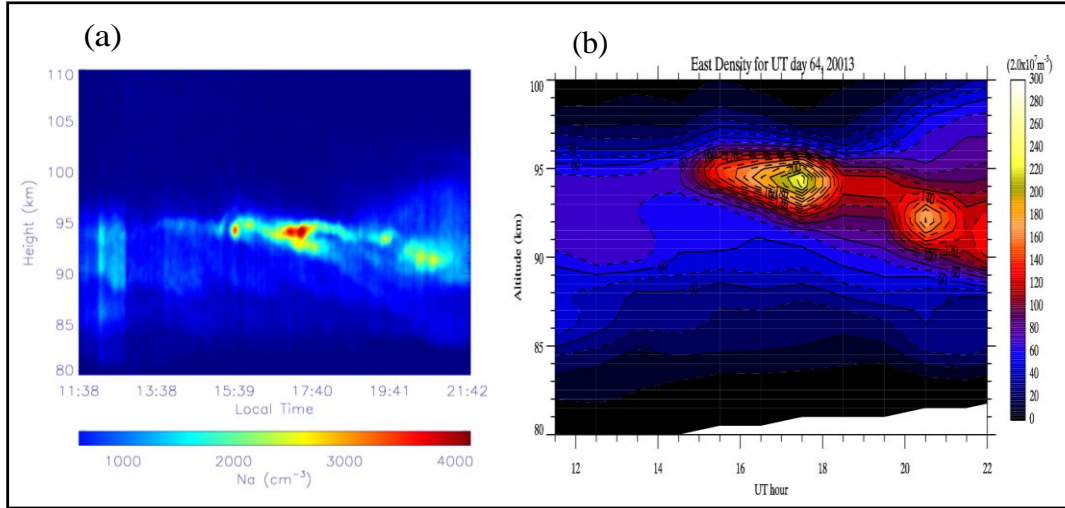 (a)
110
105
100
95
90
85
80
Height (km)
11:38 13:38 15:39 17:40 19:41 21:42
Local Time
1000 2000 3000 4000
Na (cm⁻³)
(b)
East Density for UT day 64, 20013
(2.0x10⁷m⁻³)
100
95
90
85
80
Altitude (km)
12 14 16 18 20 22
UT hour
300
280
260
240
220
200
180
160
140
120
100
80
60
40
20
0